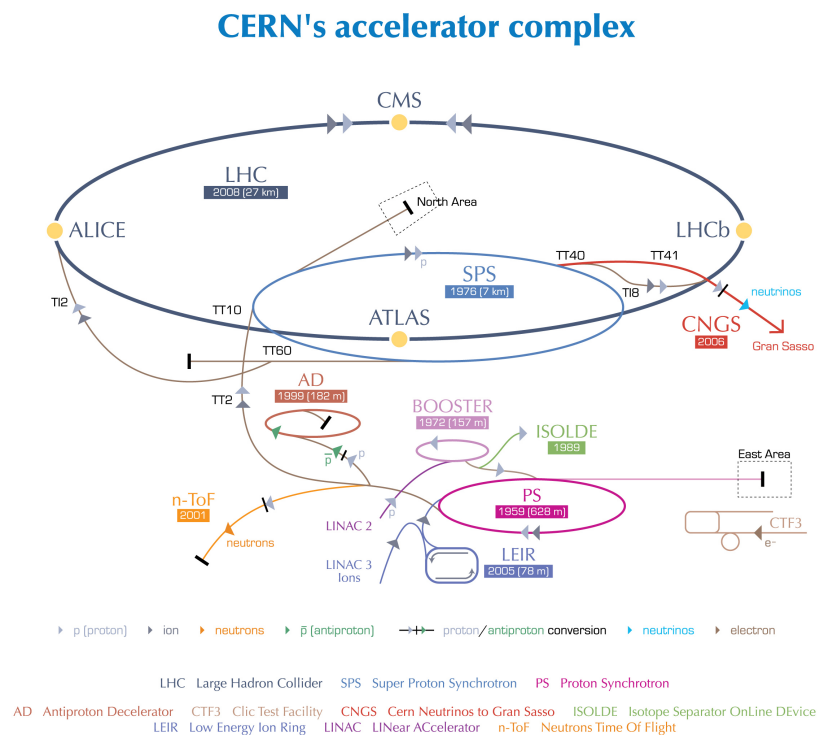 CERN's accelerator complex
CMS
LHC
2008 (27 km)
North Area
ALICE
LHCb
TT40
TT41
SPS
1976 (7 km)
p
TI2
TT10
TI8
neutrinos
ATLAS
CNGS
2006
Gran Sasso
TT60
AD
1999 (182 m)
TT2
BOOSTER
1972 (157 m)
ISOLDE
1989
p̅
p
East Area
n-ToF
2001
PS
1959 (628 m)
p
LINAC 2
neutrons
CTF3
e-
LEIR
2005 (78 m)
LINAC 3
Ions
p (proton) ion neutrons p̅ (antiproton) proton/antiproton conversion neutrinos electron
LHC Large Hadron Collider SPS Super Proton Synchrotron PS Proton Synchrotron
AD Antiproton Decelerator CTF3 Clic Test Facility CNGS Cern Neutrinos to Gran Sasso ISOLDE Isotope Separator OnLine DEvice
LEIR Low Energy Ion Ring LINAC LINear ACcelerator n-ToF Neutrons Time Of Flight